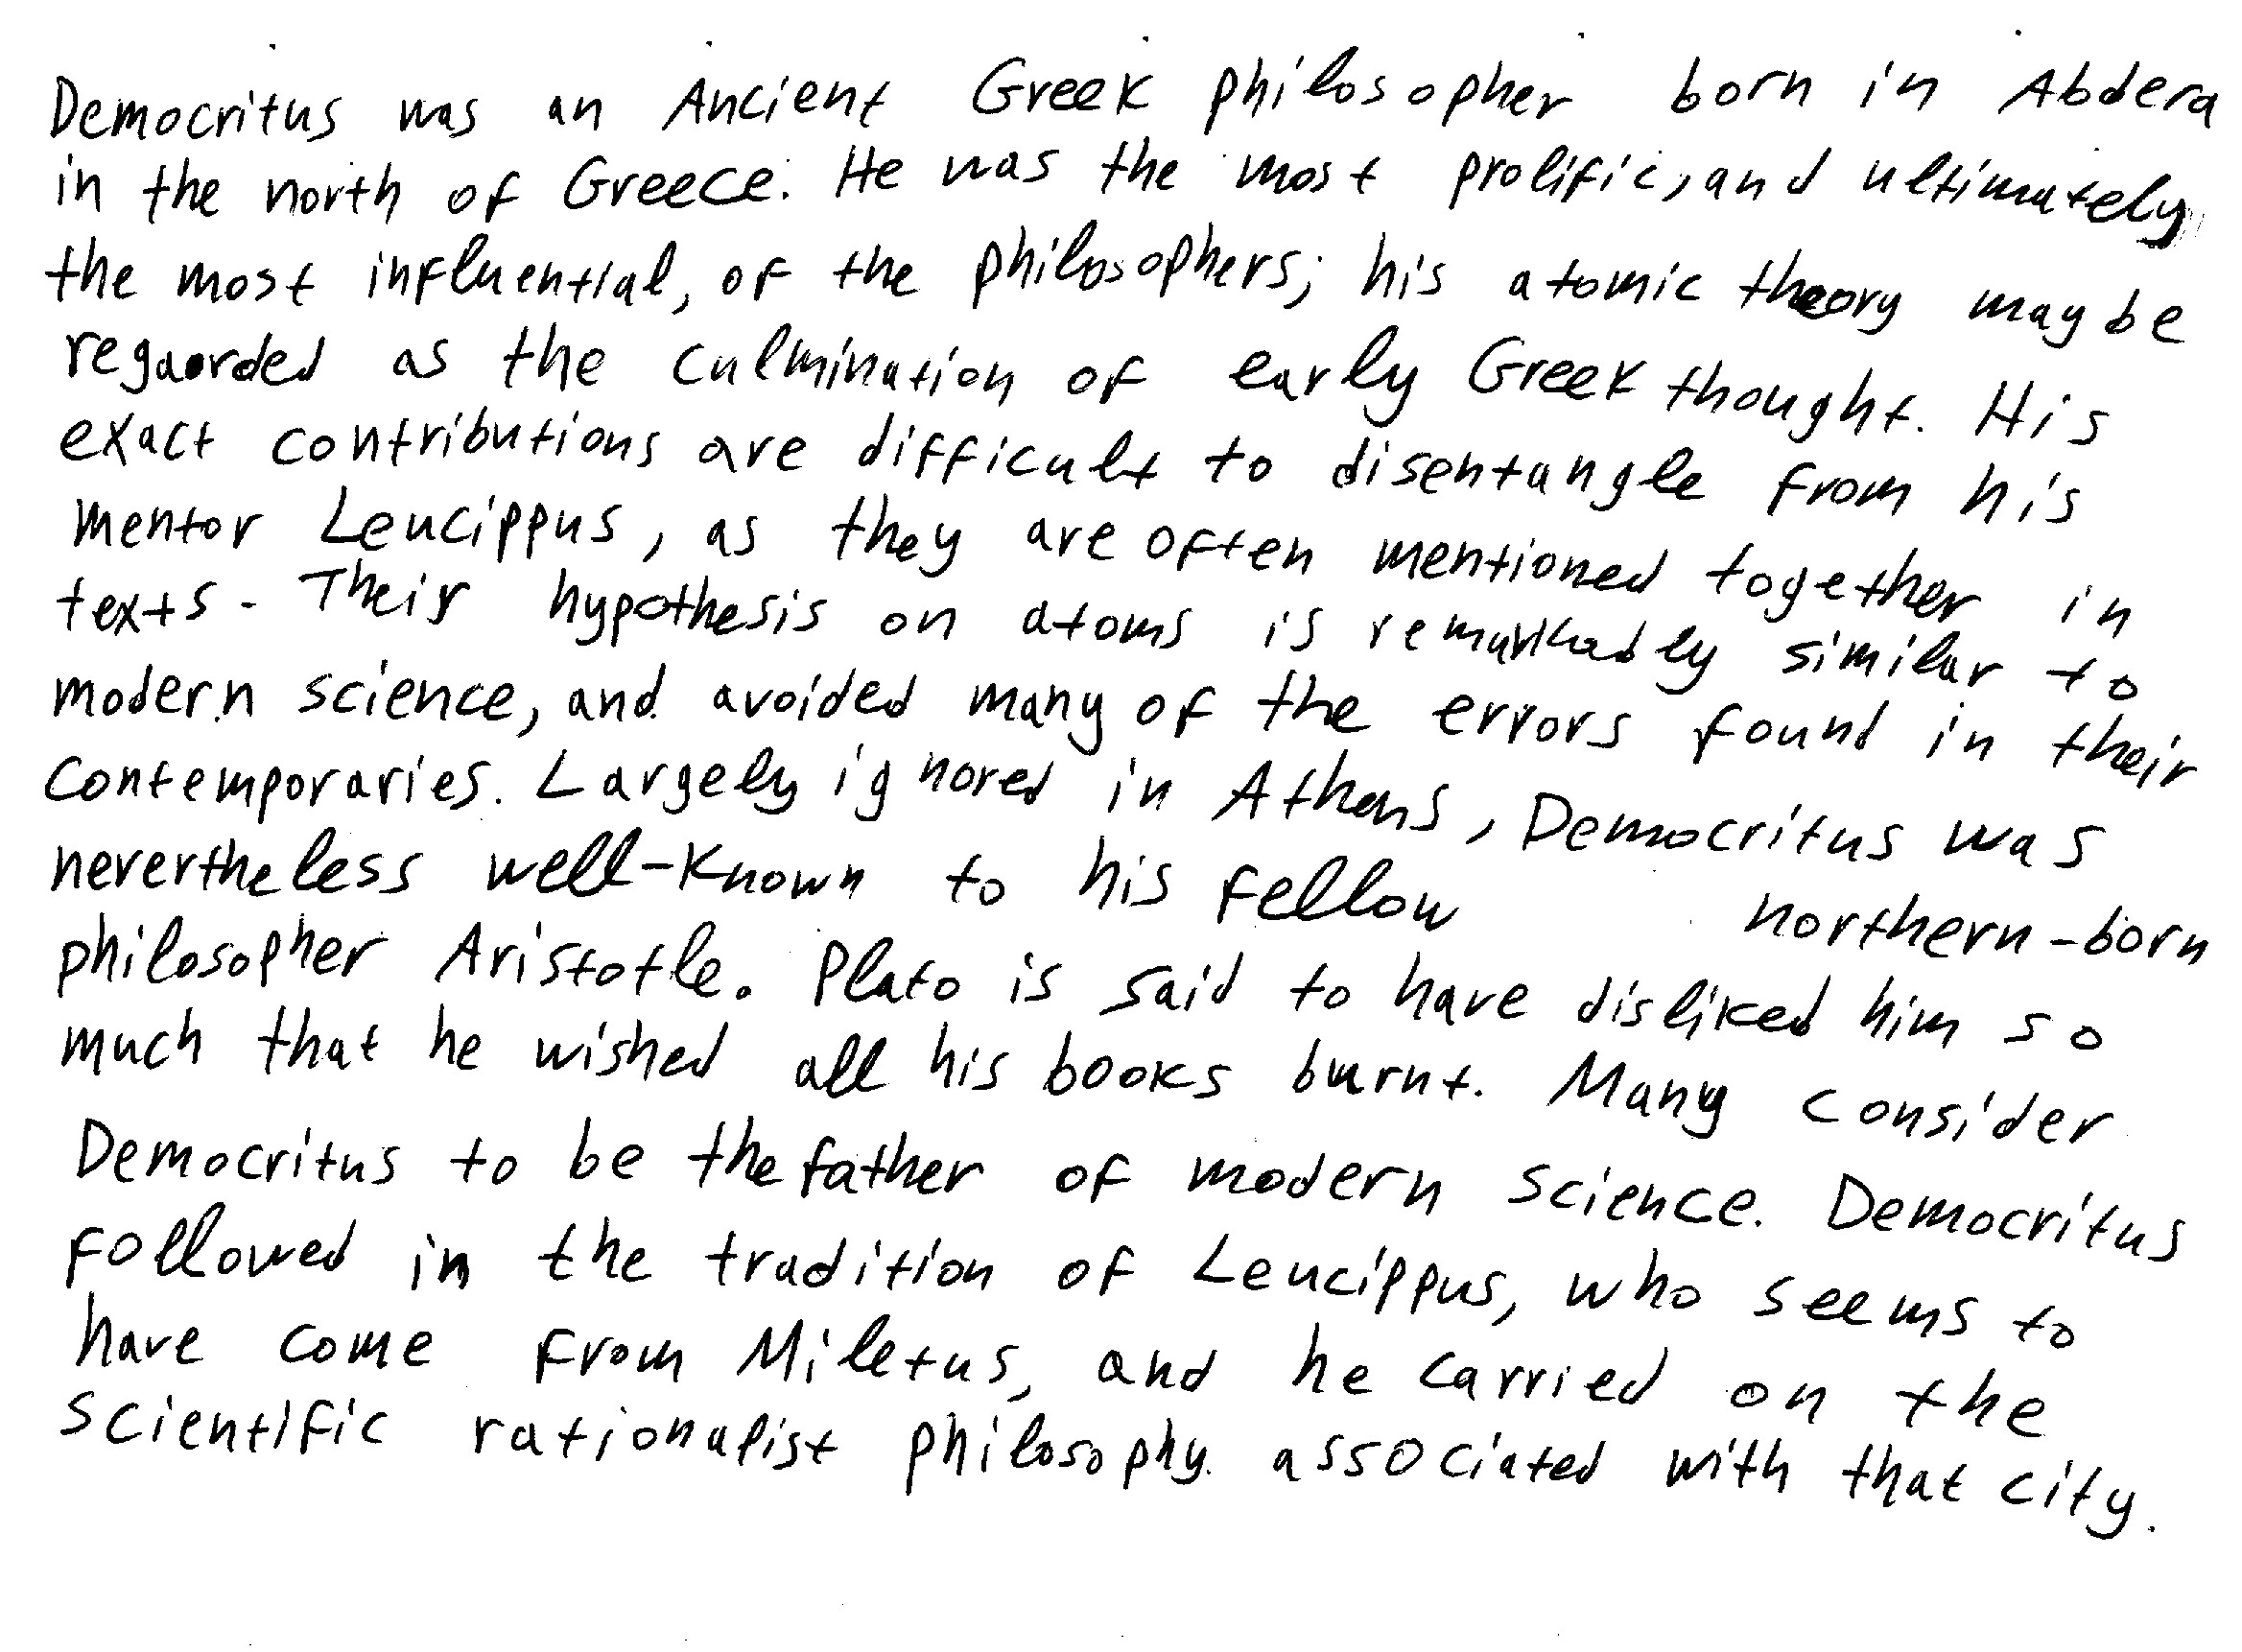 Democritus was an Ancient Greek philosopher born in Abdera
in the north of Greece. He was the most prolific, and ultimately
the most influential, of the philosophers; his atomic theory may be
regaorded as the culmination of early Greek thought. His
exact contributions are difficult to disentangle from his
mentor Leucippus, as they are often mentioned together in
texts. Their hypothesis on atoms is remarkably similar to
modern science, and avoided many of the errors found in their
contemporaries. Largely ignored in Athens, Democritus was
nevertheless well-known to his fellow northern-born
philosopher Aristotle. Plato is said to have disliked him so
much that he wished all his books burnt. Many consider
Democritus to be the father of modern science. Democritus
followed in the tradition of Leucippus, who seems to
have come from Miletus, and he carried on the
scientific rationalist philosophy associated with that city.